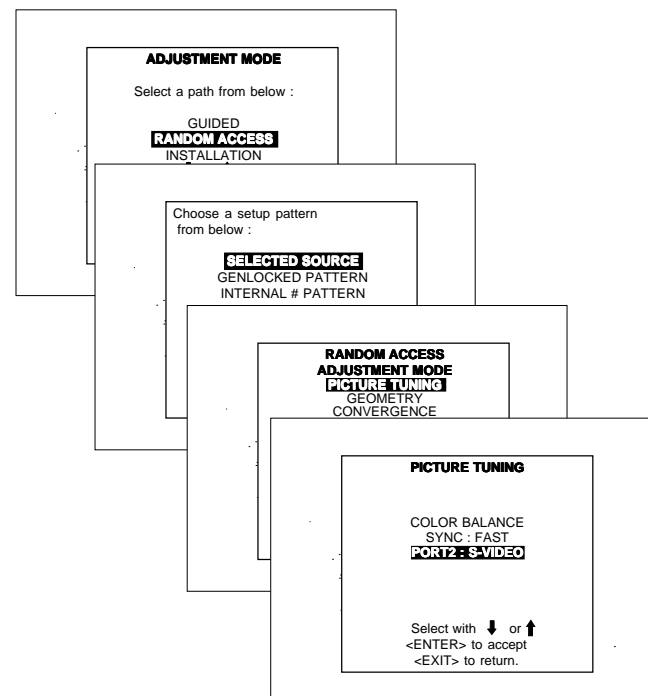 ADJUSTMENT MODE
Select a path from below :
GUIDED
RANDOM ACCESS
INSTALLATION
Choose a setup pattern
from below :
SELECTED SOURCE
GENLOCKED PATTERN
INTERNAL # PATTERN
RANDOM ACCESS
ADJUSTMENT MODE
PICTURE TUNING
GEOMETRY
CONVERGENCE
PICTURE TUNING
COLOR BALANCE
SYNC : FAST
PORT2 : S-VIDEO
Select with ⬇ or ⬆
<ENTER> to accept
<EXIT> to return.